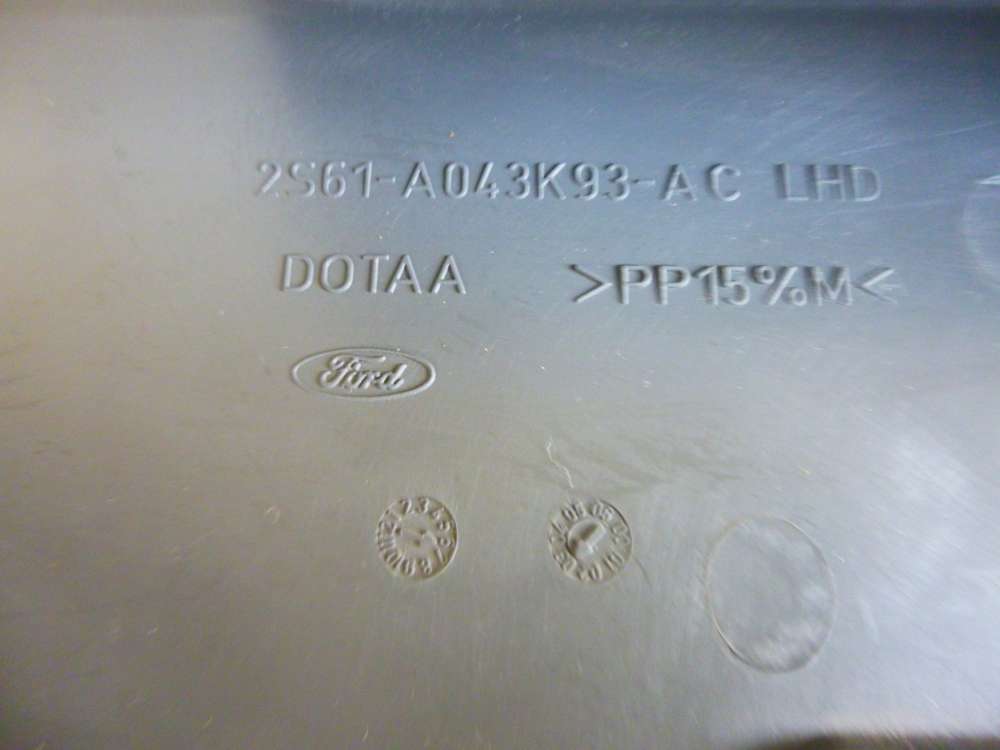 2S61-A043K93-AC LHD
DOTAA >PP15%M<
Ford